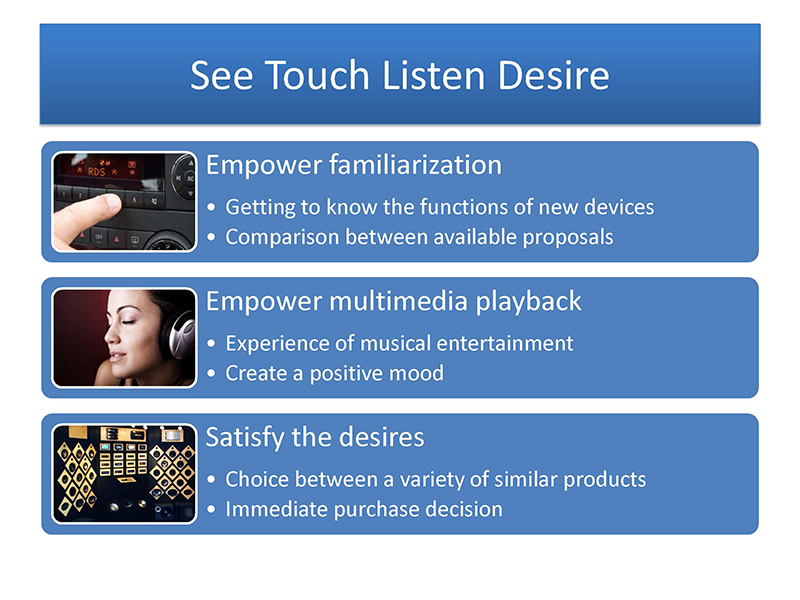 See Touch Listen Desire
RDS
Empower familiarization
• Getting to know the functions of new devices
• Comparison between available proposals
Empower multimedia playback
• Experience of musical entertainment
• Create a positive mood
Satisfy the desires
• Choice between a variety of similar products
• Immediate purchase decision